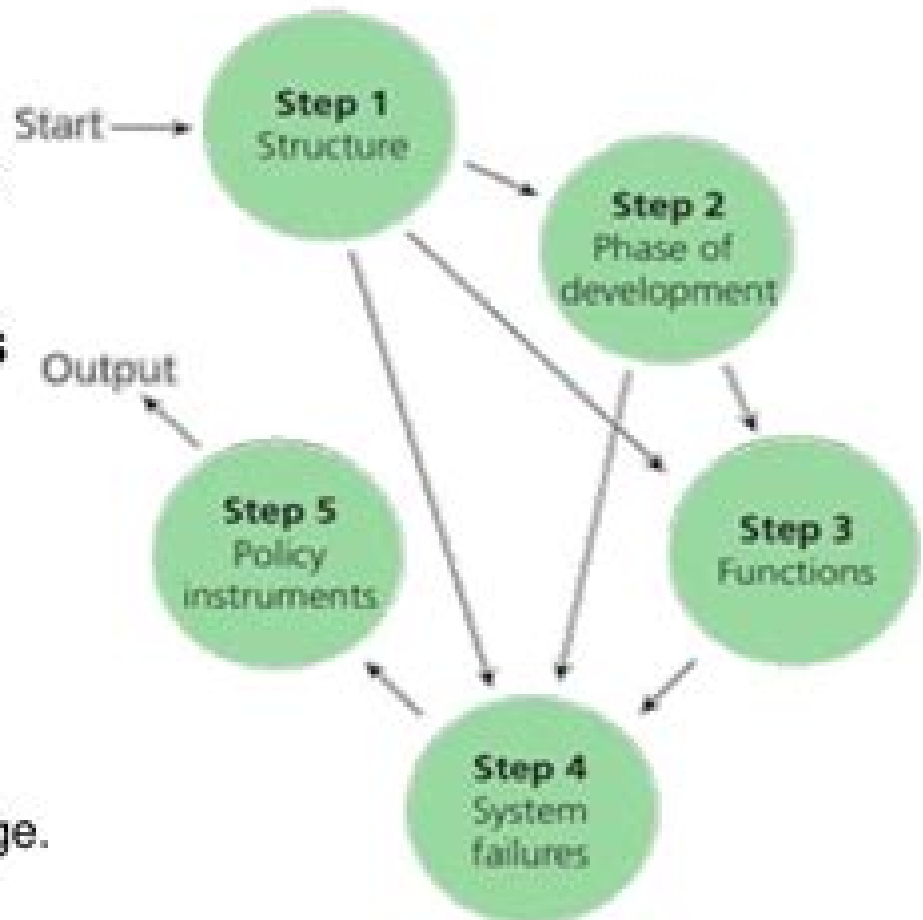 Start
Step 1
Structure
Step 2
Phase of
development
s
Output
Step 5
Policy
instruments
Step 3
Functions
Step 4
System
failures
ge.